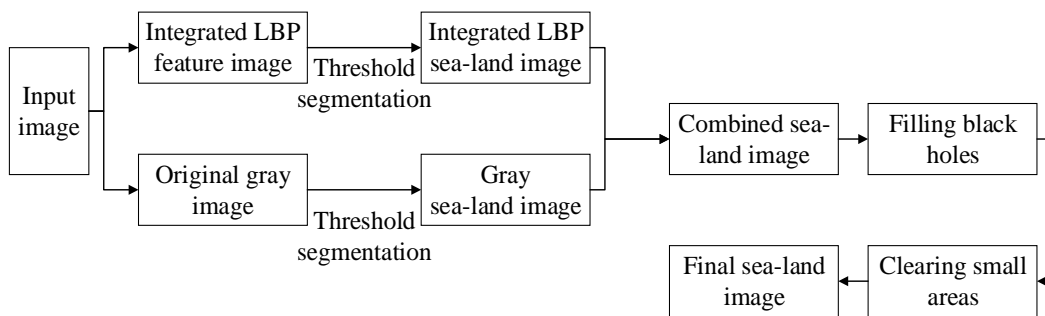 Input
image
Integrated LBP
feature image
Threshold
segmentation
Integrated LBP
sea-land image
Original gray
image
Threshold
segmentation
Gray
sea-land image
Combined sea-
land image
Filling black
holes
Clearing small
areas
Final sea-land
image